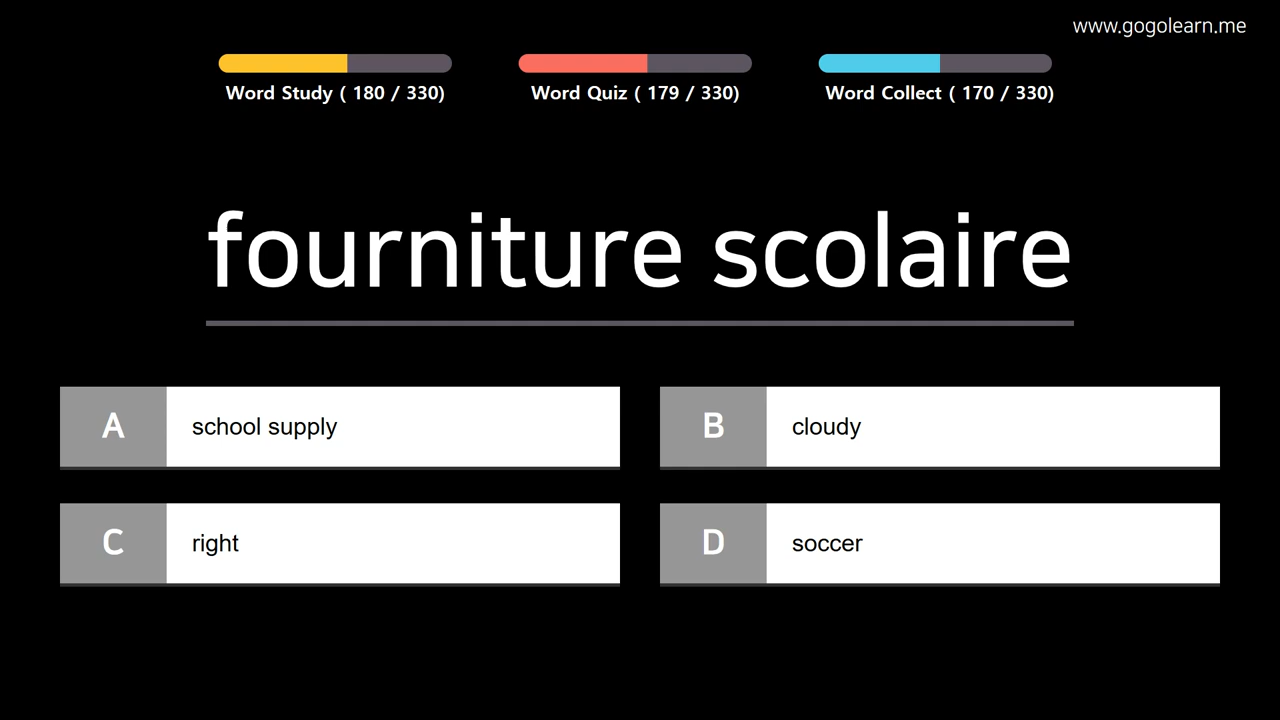 www.gogolearn.me
Word Study ( 180 / 330)
Word Quiz ( 179 / 330)
Word Collect ( 170 / 330)
fourniture scolaire
A school supply
B cloudy
C right
D soccer